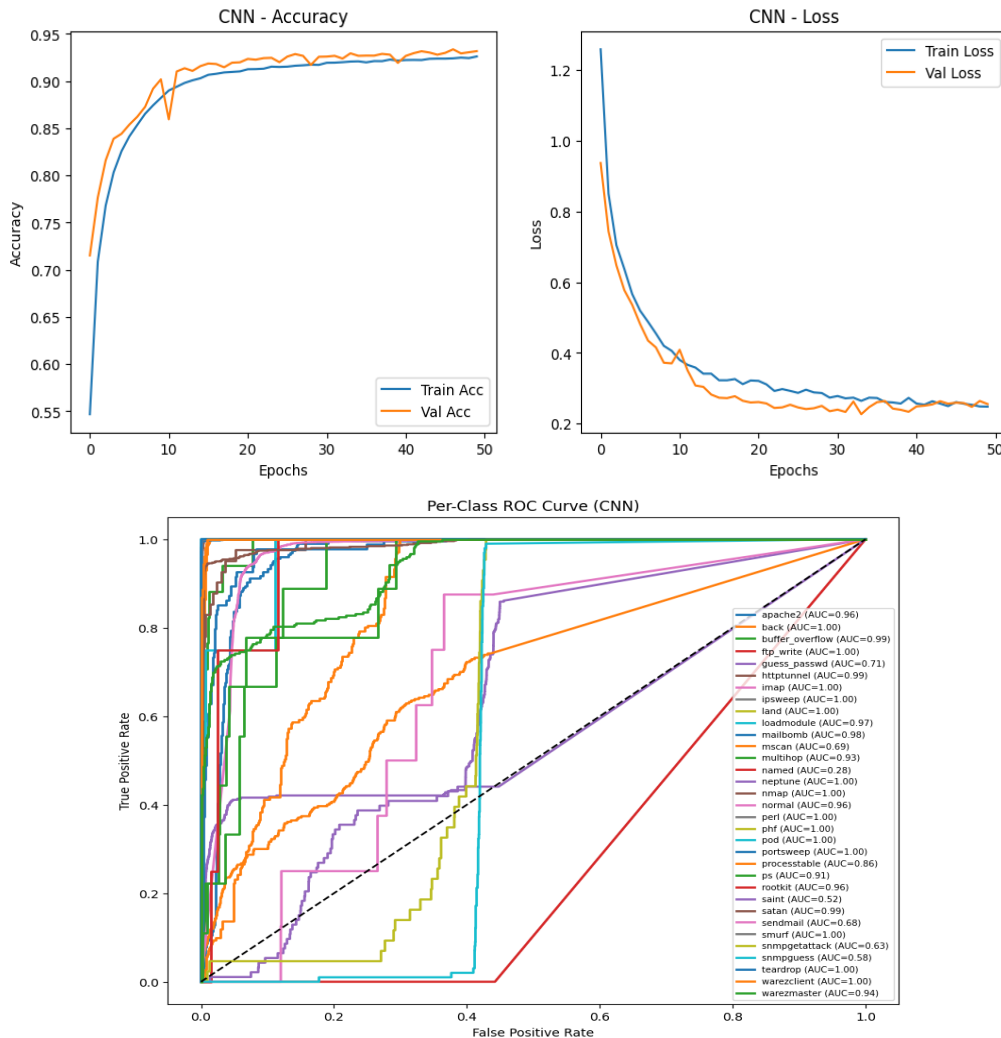 CNN - Accuracy
0.95
0.90
0.85
0.80
0.75
0.70
0.65
0.60
0.55
Accuracy
Train Acc
Val Acc
0 10 20 30 40 50
Epochs
CNN - Loss
1.2
1.0
0.8
0.6
0.4
0.2
Loss
Train Loss
Val Loss
0 10 20 30 40 50
Epochs
Per-Class ROC Curve (CNN)
1.0
0.8
0.6
0.4
0.2
0.0
True Positive Rate
apache2 (AUC=0.96)
back (AUC=1.00)
buffer_overflow (AUC=0.99)
ftp_write (AUC=1.00)
guess_passwd (AUC=0.71)
httptunnel (AUC=0.99)
imap (AUC=1.00)
ipsweep (AUC=1.00)
land (AUC=1.00)
loadmodule (AUC=0.97)
mailbomb (AUC=0.98)
mscan (AUC=0.69)
multihop (AUC=0.93)
named (AUC=0.28)
neptune (AUC=1.00)
nmap (AUC=1.00)
normal (AUC=0.96)
perl (AUC=1.00)
phf (AUC=1.00)
pod (AUC=1.00)
portsweep (AUC=1.00)
processtable (AUC=0.86)
ps (AUC=0.91)
rootkit (AUC=0.96)
saint (AUC=0.52)
satan (AUC=0.99)
sendmail (AUC=0.68)
smurf (AUC=1.00)
snmpgetattack (AUC=0.63)
snmpguess (AUC=0.58)
teardrop (AUC=1.00)
warezclient (AUC=1.00)
warezmaster (AUC=0.94)
0.0 0.2 0.4 0.6 0.8 1.0
False Positive Rate